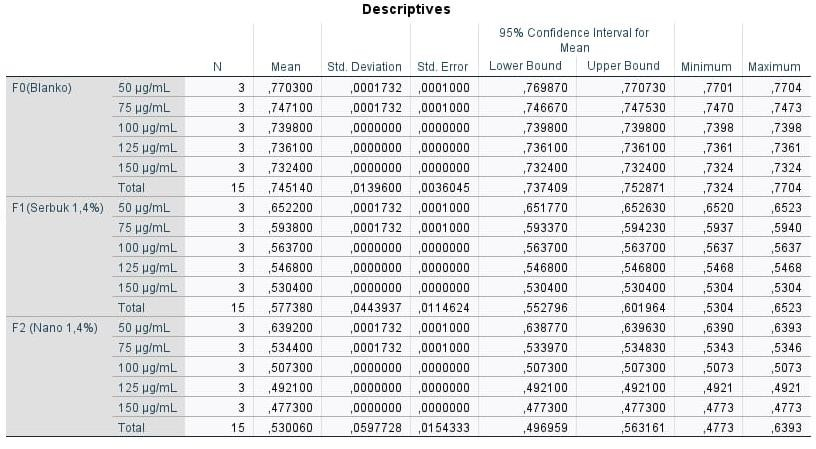 Descriptives
95% Confidence Interval for
Mean
N Mean Std. Deviation Std. Error Lower Bound Upper Bound Minimum Maximum
F0(Blanko) 50 µg/mL 3 ,770300 ,0001732 ,0001000 ,769870 ,770730 ,7701 ,7704
75 µg/mL 3 ,747100 ,0001732 ,0001000 ,746670 ,747530 ,7470 ,7473
100 µg/mL 3 ,739800 ,0000000 ,0000000 ,739800 ,739800 ,7398 ,7398
125 µg/mL 3 ,736100 ,0000000 ,0000000 ,736100 ,736100 ,7361 ,7361
150 µg/mL 3 ,732400 ,0000000 ,0000000 ,732400 ,732400 ,7324 ,7324
Total 15 ,745140 ,0139600 ,0036045 ,737409 ,752871 ,7324 ,7704
F1(Serbuk 1,4%) 50 µg/mL 3 ,652200 ,0001732 ,0001000 ,651770 ,652630 ,6520 ,6523
75 µg/mL 3 ,593800 ,0001732 ,0001000 ,593370 ,594230 ,5937 ,5940
100 µg/mL 3 ,563700 ,0000000 ,0000000 ,563700 ,563700 ,5637 ,5637
125 µg/mL 3 ,546800 ,0000000 ,0000000 ,546800 ,546800 ,5468 ,5468
150 µg/mL 3 ,530400 ,0000000 ,0000000 ,530400 ,530400 ,5304 ,5304
Total 15 ,577380 ,0443937 ,0114624 ,552796 ,601964 ,5304 ,6523
F2 (Nano 1,4%) 50 µg/mL 3 ,639200 ,0001732 ,0001000 ,638770 ,639630 ,6390 ,6393
75 µg/mL 3 ,534400 ,0001732 ,0001000 ,533970 ,534830 ,5343 ,5346
100 µg/mL 3 ,507300 ,0000000 ,0000000 ,507300 ,507300 ,5073 ,5073
125 µg/mL 3 ,492100 ,0000000 ,0000000 ,492100 ,492100 ,4921 ,4921
150 µg/mL 3 ,477300 ,0000000 ,0000000 ,477300 ,477300 ,4773 ,4773
Total 15 ,530060 ,0597728 ,0154333 ,496959 ,563161 ,4773 ,6393